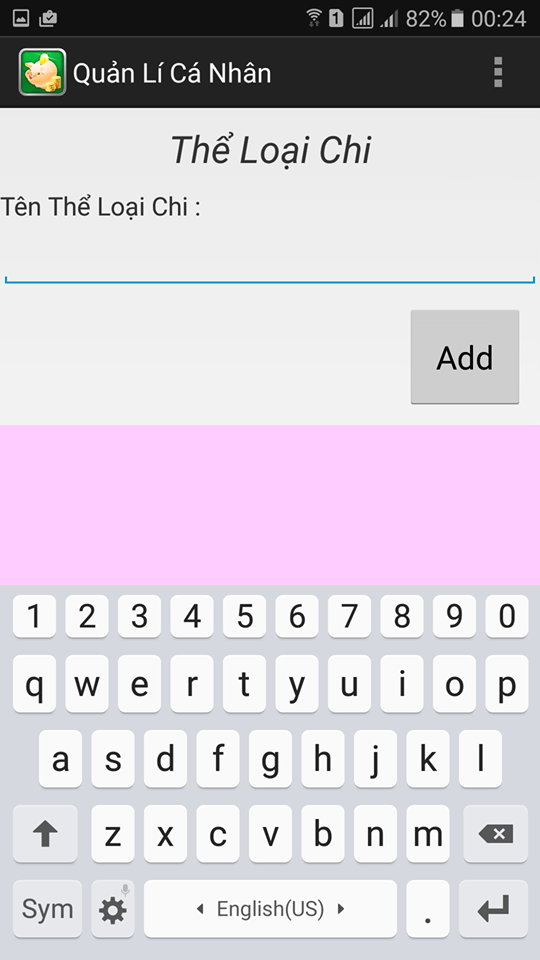 1 82% 00:24
Quản Lí Cá Nhân
Thể Loại Chi
Tên Thể Loại Chi :
Add
1 2 3 4 5 6 7 8 9 0
q w e r t y u i o p
a s d f g h j k l
z x c v b n m
Sym English(US) .